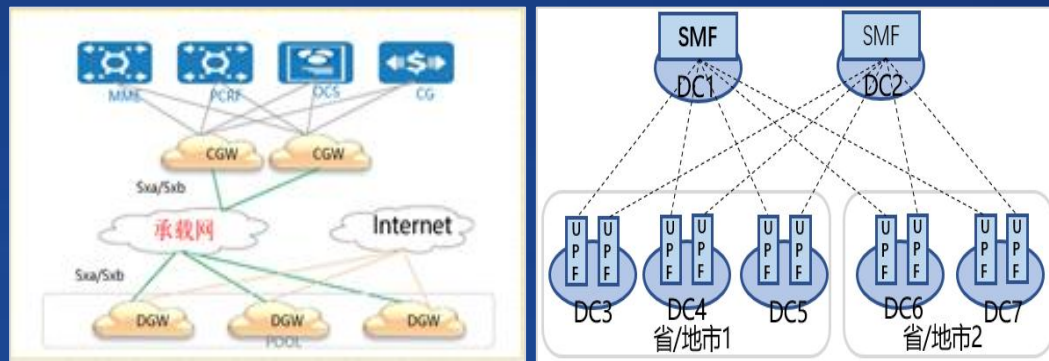 MME PCRF OCS CG
CGW CGW
Sxa/Sxb
承载网 Internet
Sxa/Sxb
DGW DGW DGW
POOL
SMF SMF
DC1 DC2
UPF UPF UPF UPF UPF UPF UPF UPF UPF UPF
DC3 DC4 DC5 DC6 DC7
省/地市1 省/地市2